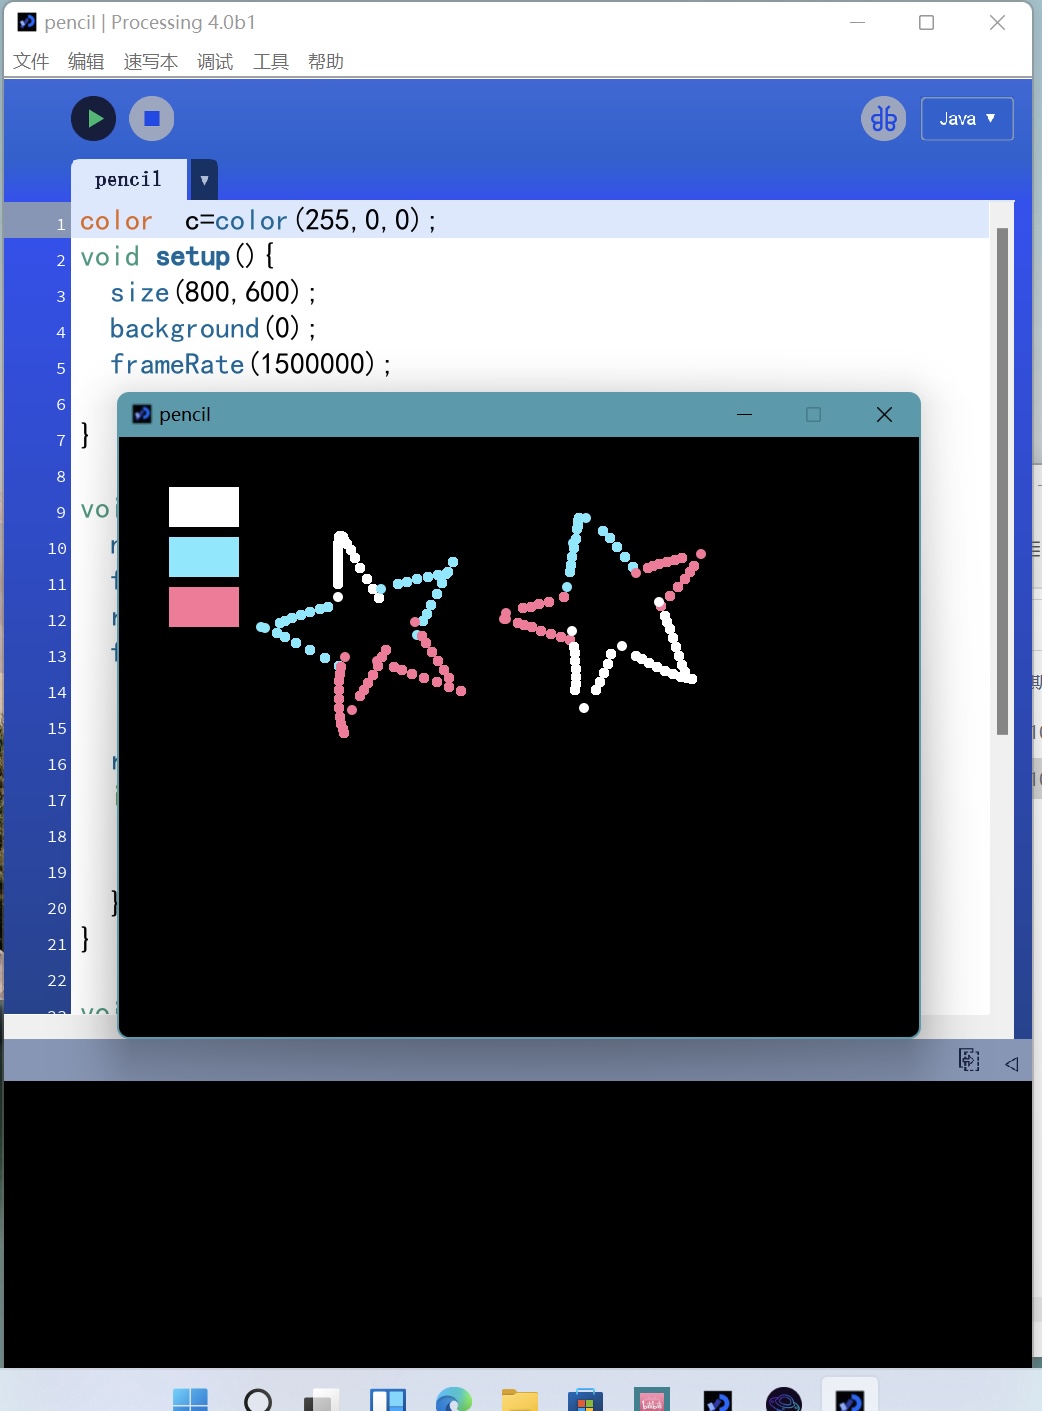 pencil | Processing 4.0b1
文件 编辑 速写本 调试 工具 帮助
Java ▼
pencil ▼
1 color  c=color(255,0,0);
2 void setup(){
3   size(800,600);
4   background(0);
5   frameRate(1500000);
6
pencil
7 }
8
9 voi
10
11
12
13
14
15
16
17
18
19
20   }
21 }
22
voi